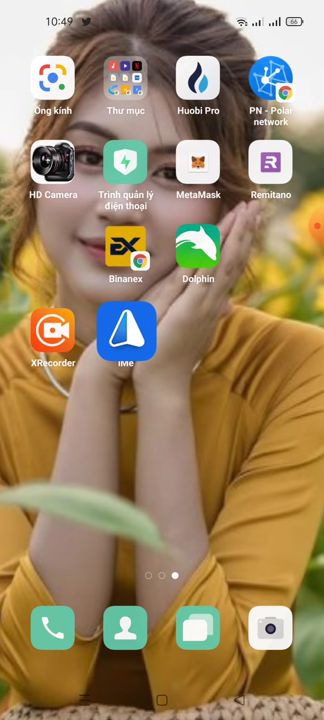 10:49
66
Ống kính
Thư mục
Huobi Pro
PN - Polar network
HD Camera
Trình quản lý điện thoại
MetaMask
Remitano
EX
Binanex
Dolphin
XRecorder
iMe